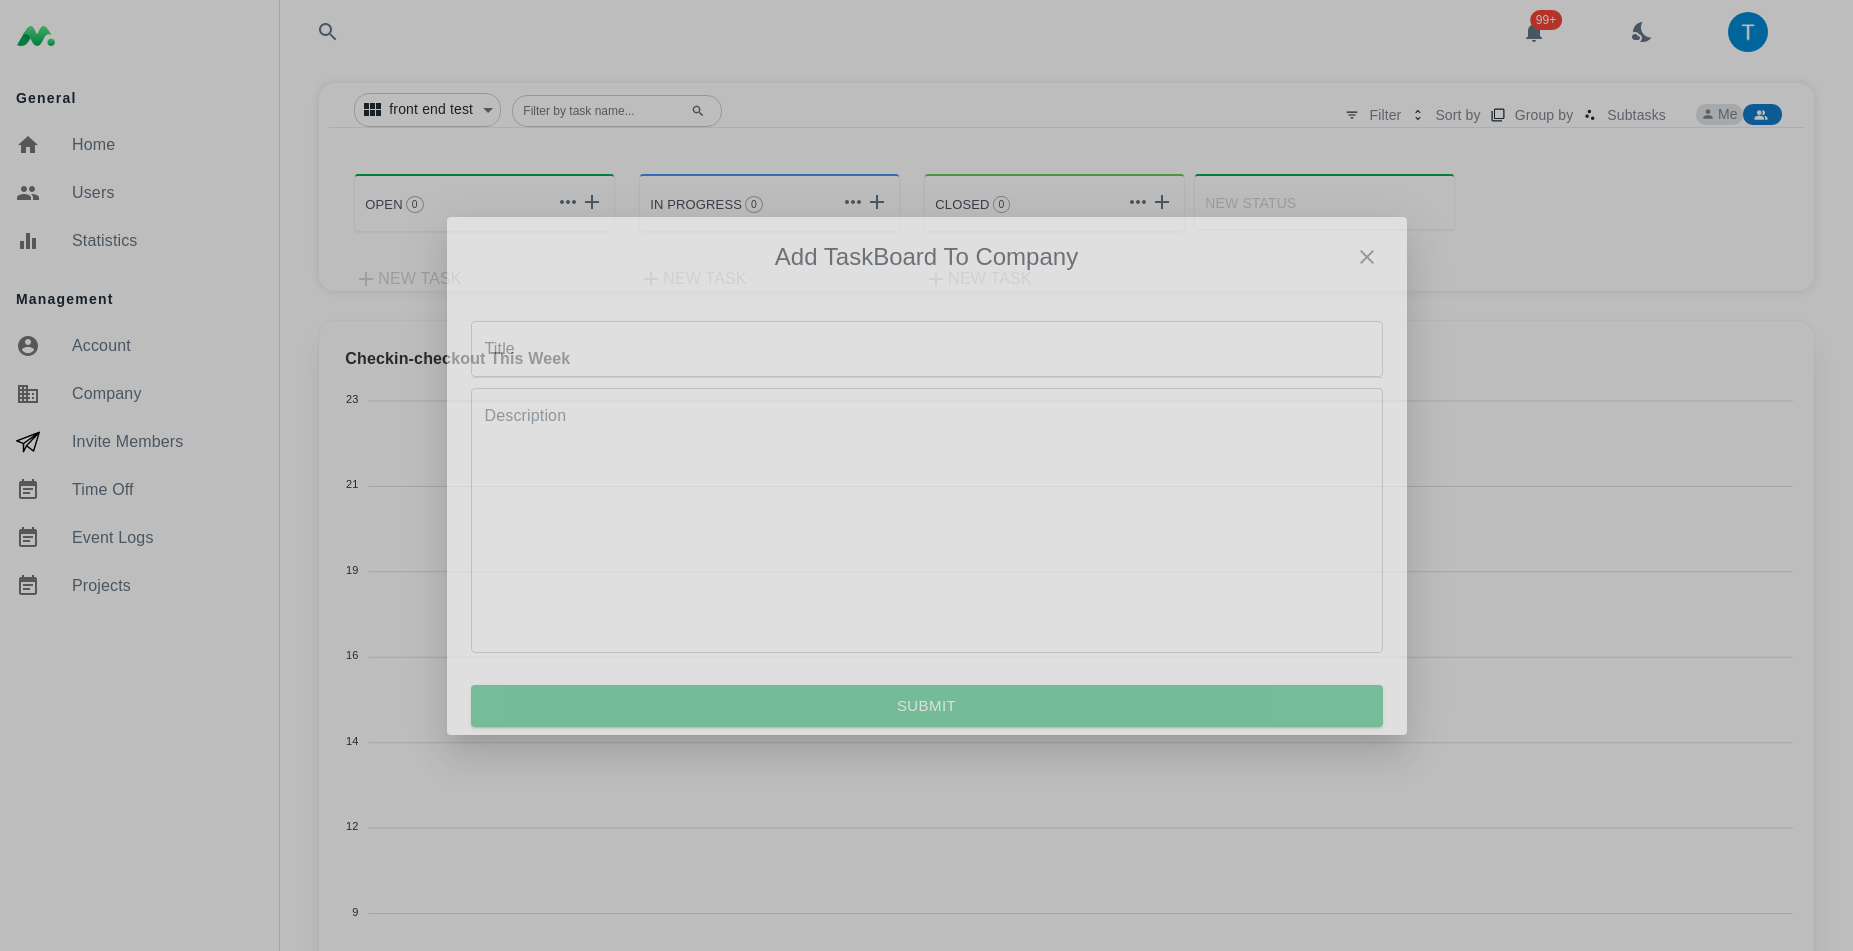 General
Home
Users
Statistics
Management
Account
Company
Invite Members
Time Off
Event Logs
Projects
99+
T
front end test
Filter by task name...
Filter
Sort by
Group by
Subtasks
Me
OPEN 0
IN PROGRESS 0
CLOSED 0
NEW STATUS
NEW TASK
NEW TASK
NEW TASK
Add TaskBoard To Company
Title
Description
SUBMIT
Checkin-checkout This Week
23
21
19
16
14
12
9